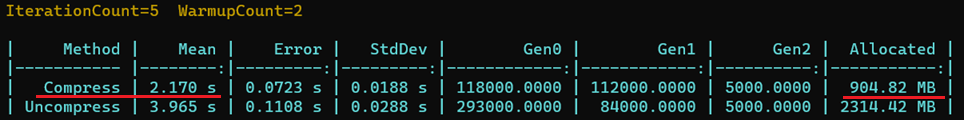 IterationCount=5  WarmupCount=2
|     Method |    Mean |    Error |   StdDev |        Gen0 |        Gen1 |      Gen2 |  Allocated |
|----------- |--------:|---------:|---------:|------------:|------------:|----------:|-----------:|
|   Compress | 2.170 s | 0.0723 s | 0.0188 s | 118000.0000 | 112000.0000 | 5000.0000 |  904.82 MB |
| Uncompress | 3.965 s | 0.1108 s | 0.0288 s | 293000.0000 |  84000.0000 | 5000.0000 | 2314.42 MB |